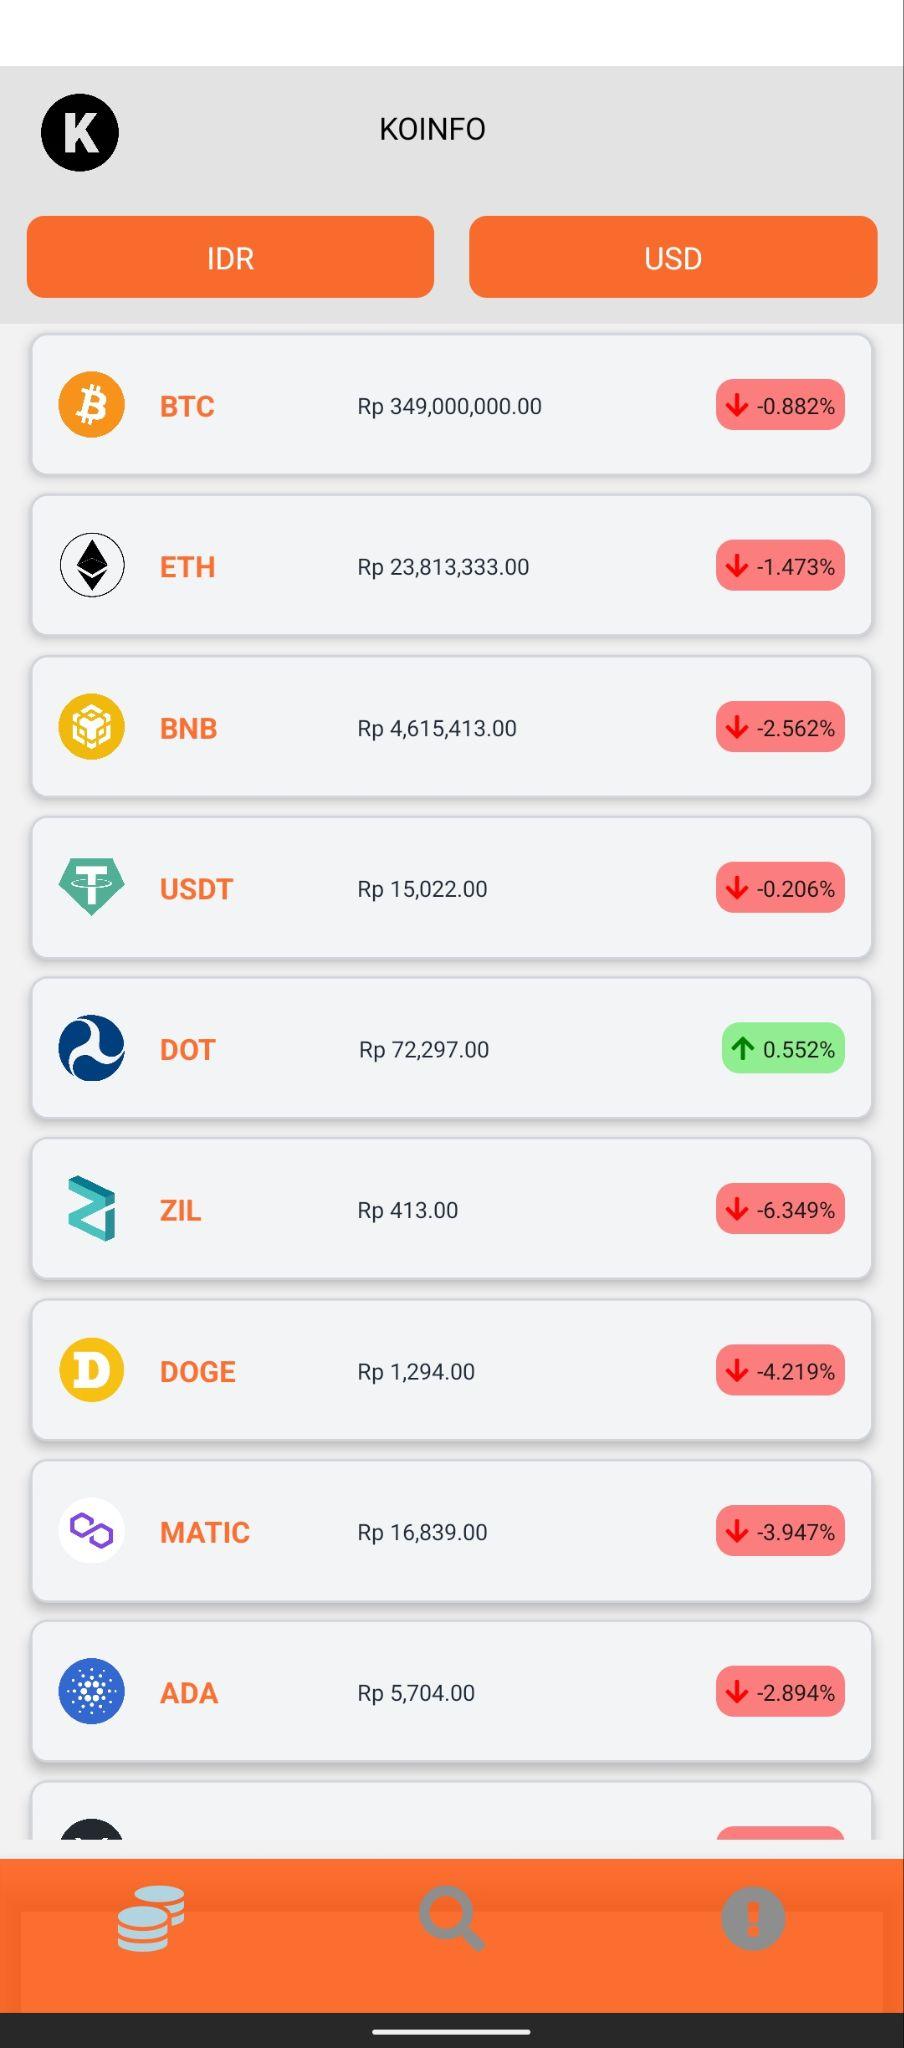 K
KOINFO
IDR
USD
BTC Rp 349,000,000.00 -0.882%
ETH Rp 23,813,333.00 -1.473%
BNB Rp 4,615,413.00 -2.562%
USDT Rp 15,022.00 -0.206%
DOT Rp 72,297.00 0.552%
ZIL Rp 413.00 -6.349%
DOGE Rp 1,294.00 -4.219%
MATIC Rp 16,839.00 -3.947%
ADA Rp 5,704.00 -2.894%